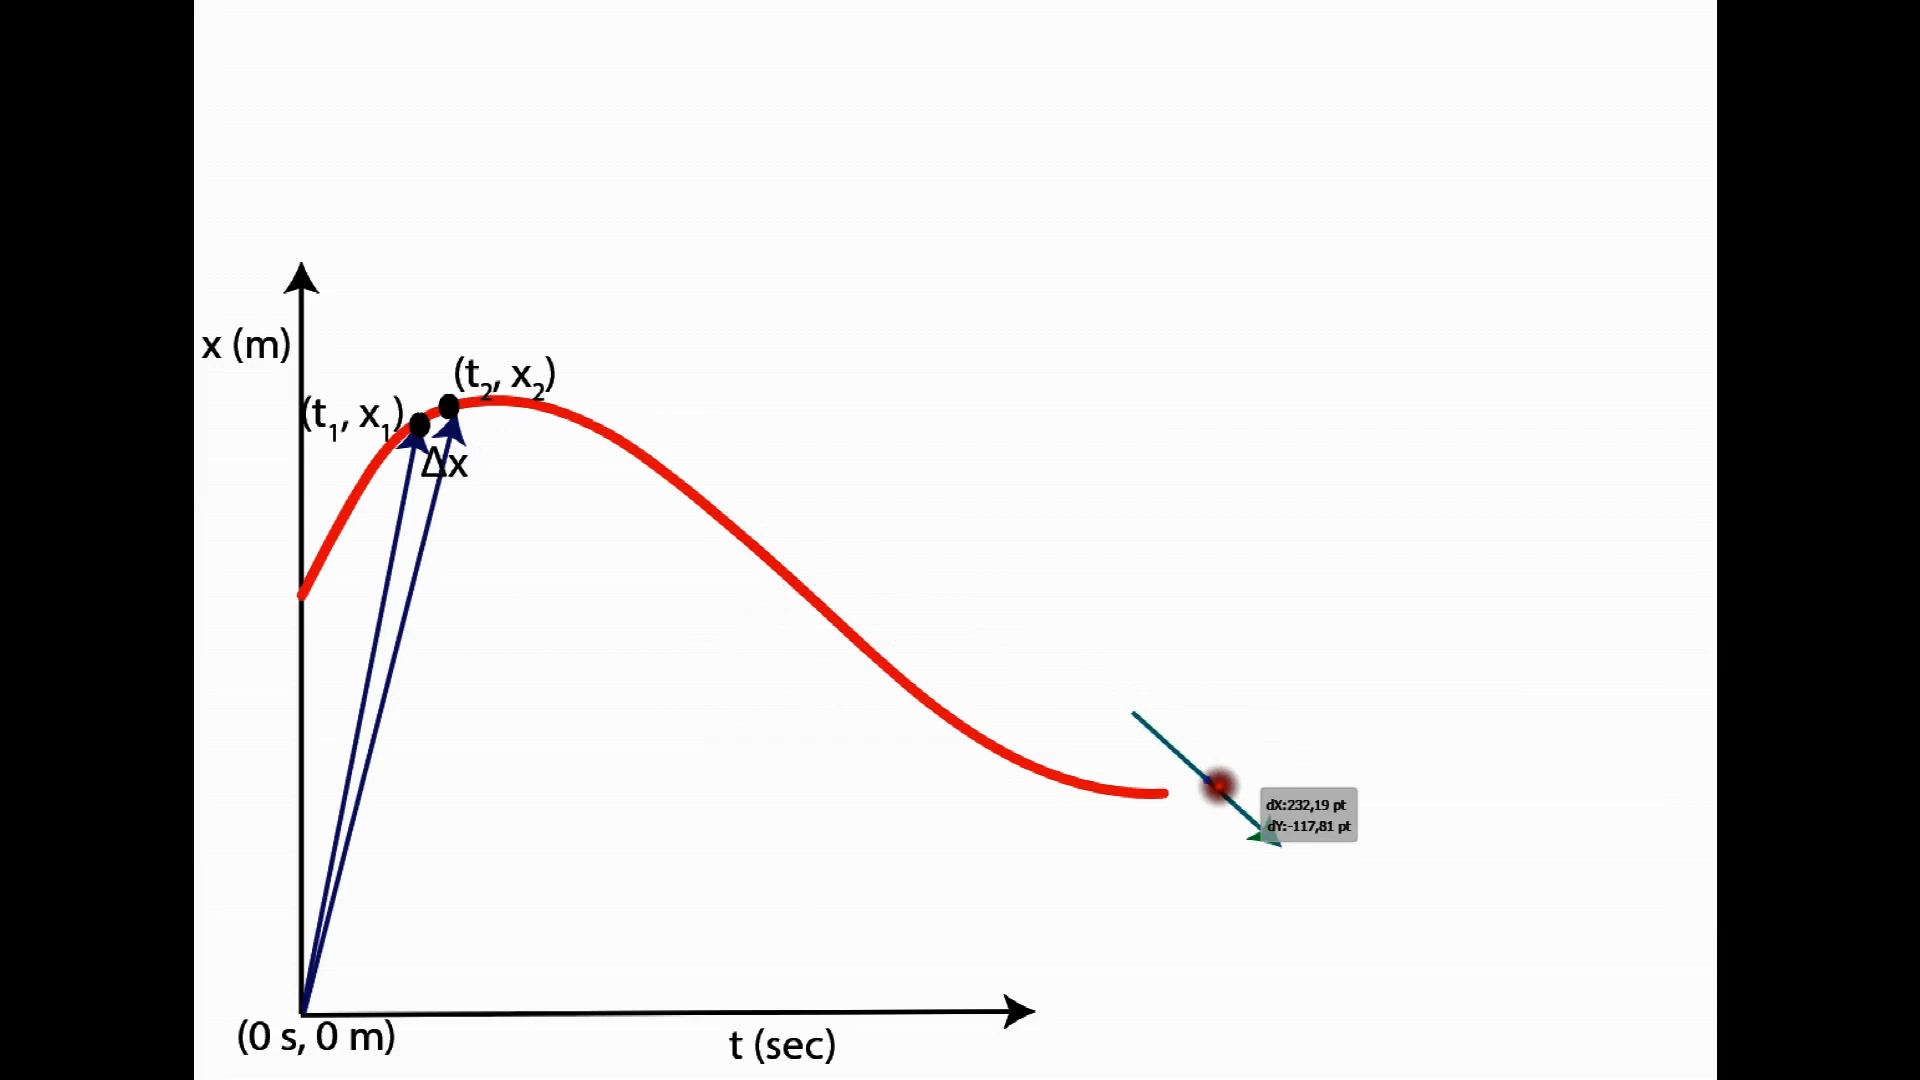 x (m)
(t₂, x₂)
(t₁, x₁)
Δx
dX:232,19 pt
dY:-117,81 pt
(0 s, 0 m)
t (sec)